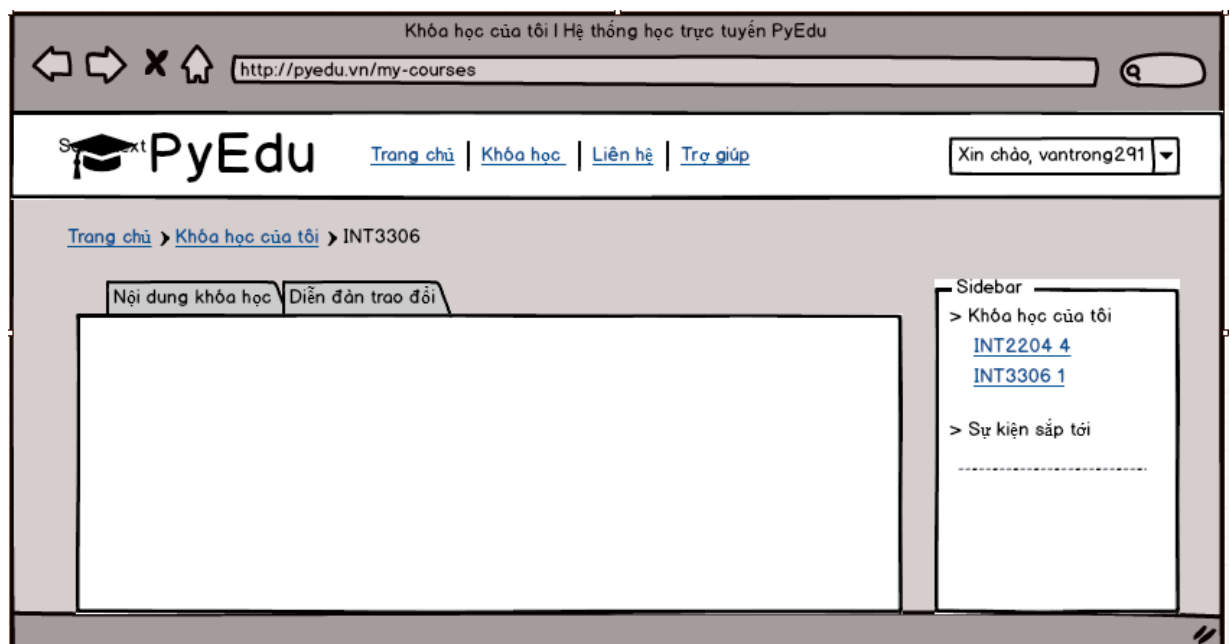 Khóa học của tôi I Hệ thống học trực tuyến PyEdu
http://pyedu.vn/my-courses
PyEdu
Trang chủ | Khóa học | Liên hệ | Trợ giúp
Xin chào, vantrong291
Trang chủ > Khóa học của tôi > INT3306
Nội dung khóa học
Diễn đàn trao đổi
Sidebar
> Khóa học của tôi
INT2204 4
INT3306 1
> Sự kiện sắp tới